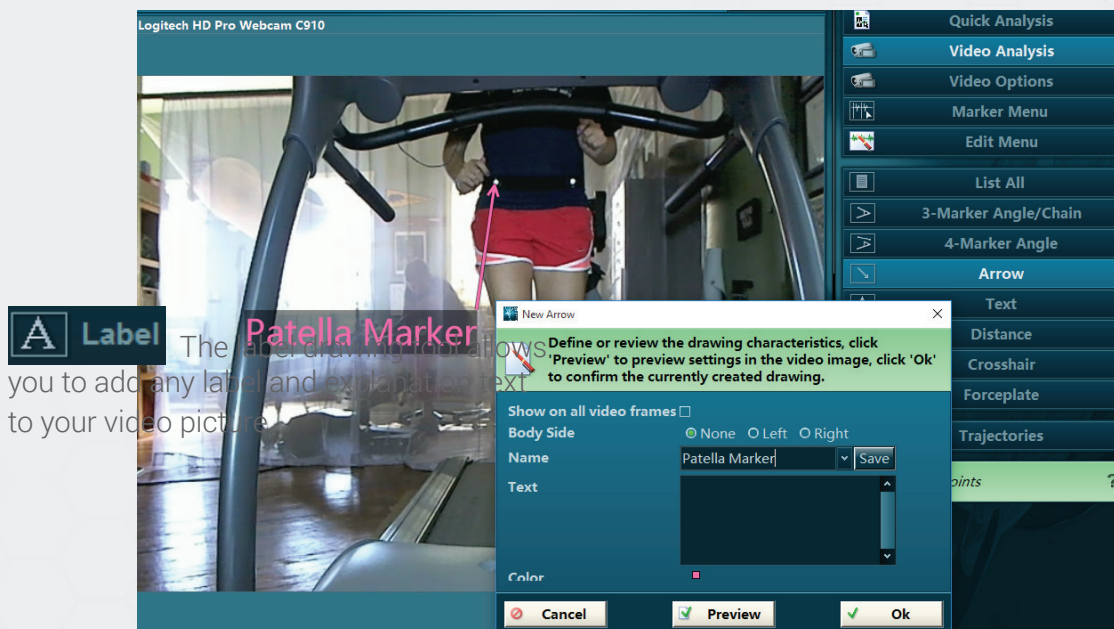 Logitech HD Pro Webcam C910
Quick Analysis
Video Analysis
Video Options
Marker Menu
Edit Menu
List All
3-Marker Angle/Chain
4-Marker Angle
Arrow
Text
Distance
Crosshair
Forceplate
Trajectories
oints ?
Patella Marker
A Label The label drawing tool allows
you to add any label and explanation text
to your video picture
New Arrow
Define or review the drawing characteristics, click
'Preview' to preview settings in the video image, click 'Ok'
to confirm the currently created drawing.
Show on all video frames
Body Side None Left Right
Name Patella Marker Save
Text
Color
Cancel Preview Ok